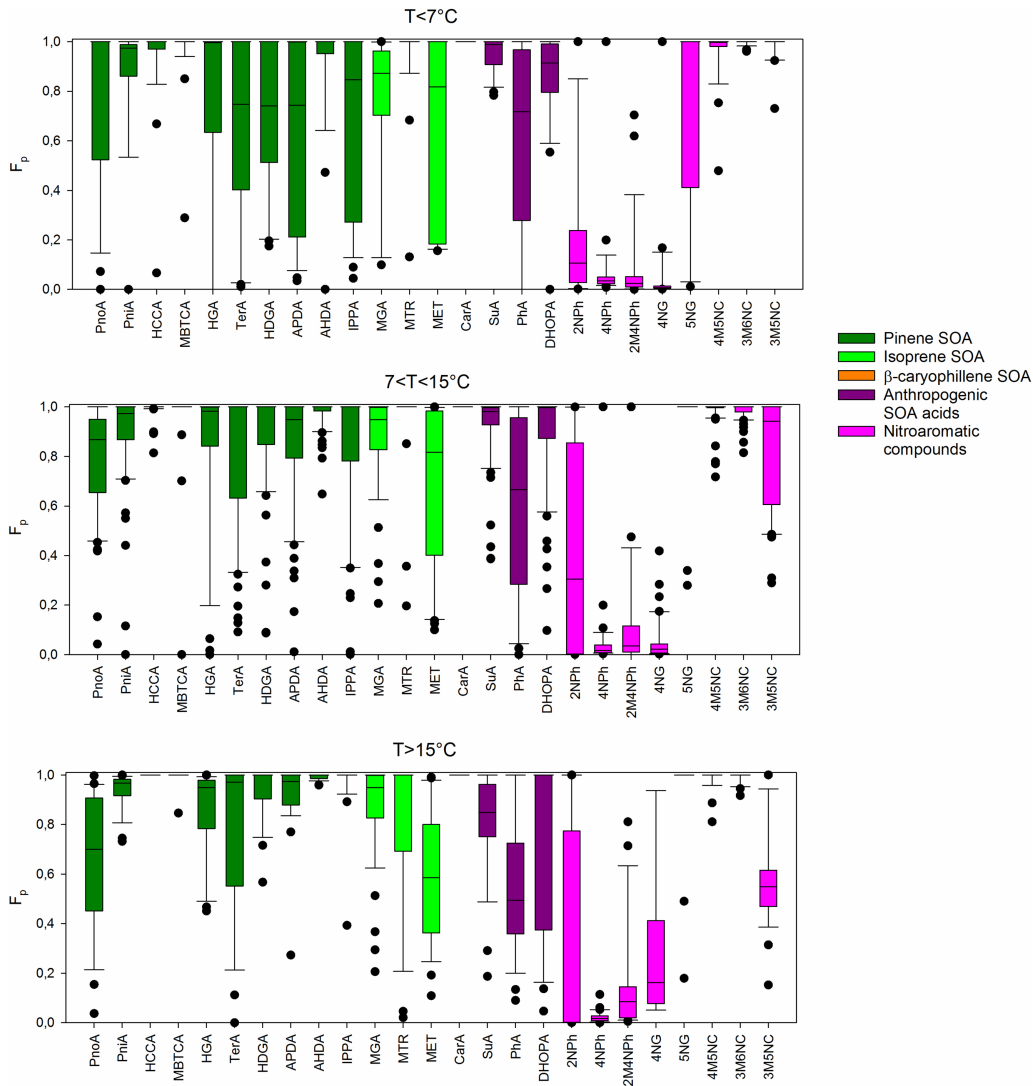 T<7°C
1,0
0,8
0,6
0,4
0,2
0,0
Fp
PnoA
PniA
HCCA
MBTCA
HGA
TerA
HDGA
APDA
AHDA
IPPA
MGA
MTR
MET
CarA
SuA
PhA
DHOPA
2NPh
4NPh
2M4NPh
4NG
5NG
4M5NC
3M6NC
3M5NC
7<T<15°C
1,0
0,8
0,6
0,4
0,2
0,0
Fp
PnoA
PniA
HCCA
MBTCA
HGA
TerA
HDGA
APDA
AHDA
IPPA
MGA
MTR
MET
CarA
SuA
PhA
DHOPA
2NPh
4NPh
2M4NPh
4NG
5NG
4M5NC
3M6NC
3M5NC
Pinene SOA
Isoprene SOA
β-caryophillene SOA
Anthropogenic
SOA acids
Nitroaromatic
compounds
T>15°C
1,0
0,8
0,6
0,4
0,2
0,0
Fp
PnoA
PniA
HCCA
MBTCA
HGA
TerA
HDGA
APDA
AHDA
IPPA
MGA
MTR
MET
CarA
SuA
PhA
DHOPA
2NPh
4NPh
2M4NPh
4NG
5NG
4M5NC
3M6NC
3M5NC